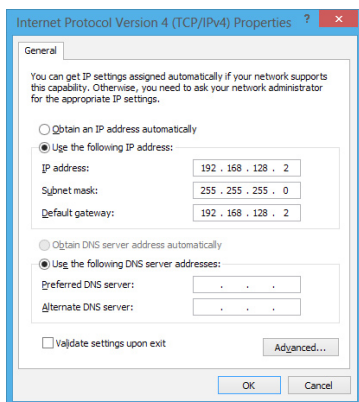 Internet Protocol Version 4 (TCP/IPv4) Properties ? ×
General
You can get IP settings assigned automatically if your network supports
this capability. Otherwise, you need to ask your network administrator
for the appropriate IP settings.
Obtain an IP address automatically
Use the following IP address:
IP address: 192 . 168 . 128 . 2
Subnet mask: 255 . 255 . 255 . 0
Default gateway: 192 . 168 . 128 . 2
Obtain DNS server address automatically
Use the following DNS server addresses:
Preferred DNS server: . . .
Alternate DNS server: . . .
Validate settings upon exit
Advanced...
OK Cancel